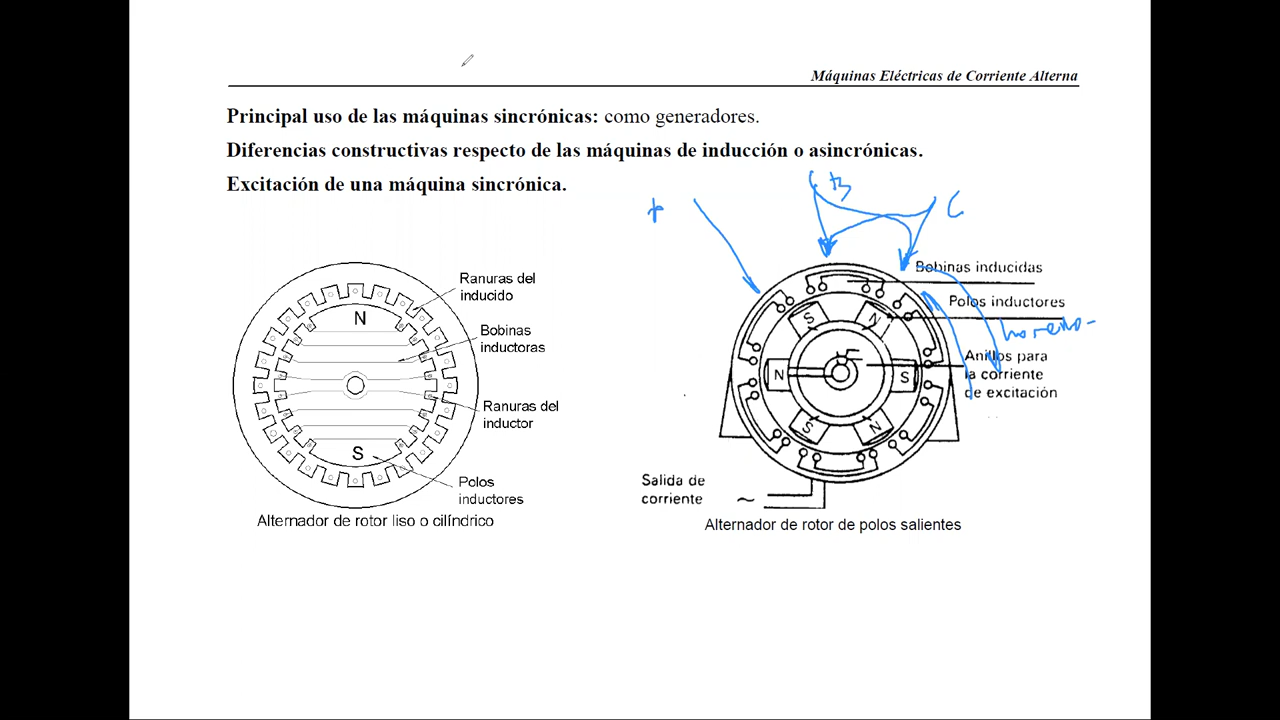 Máquinas Eléctricas de Corriente Alterna
Principal uso de las máquinas sincrónicas: como generadores.
Diferencias constructivas respecto de las máquinas de inducción o asincrónicas.
Excitación de una máquina sincrónica.
B
C
Ranuras del
inducido
N
Bobinas
inductoras
Ranuras del
inductor
S
Polos
inductores
Alternador de rotor liso o cilíndrico
Bobinas inducidas
Polos inductores
Anillos para
la corriente
de excitación
S
N
N
S
S
N
Salida de
corriente
~
Alternador de rotor de polos salientes